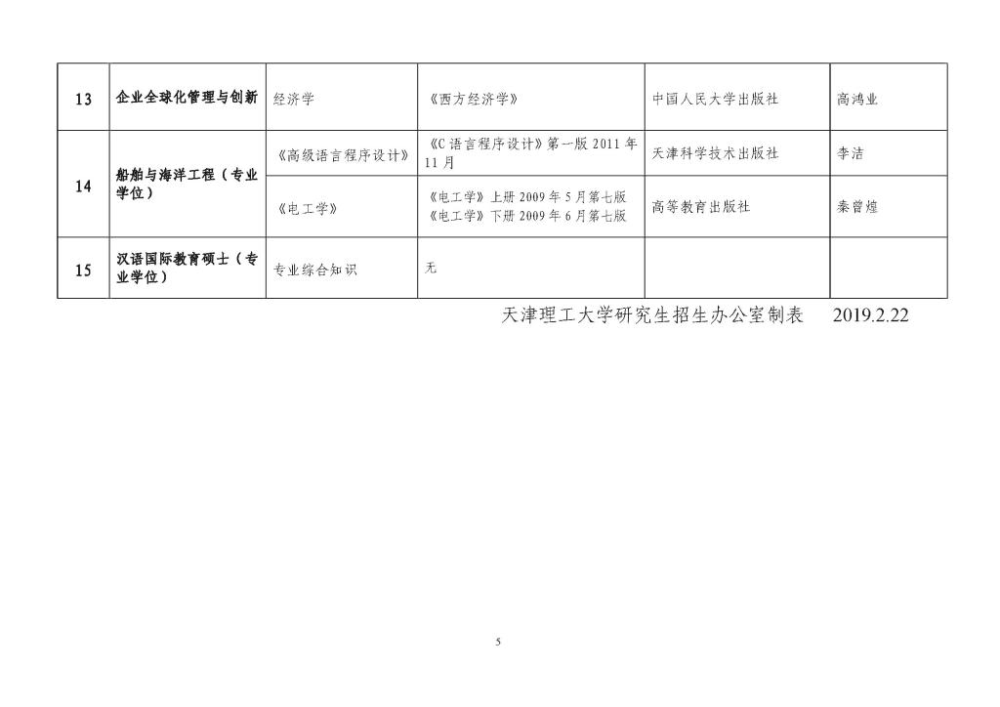 13 企业全球化管理与创新 经济学 《西方经济学》 中国人民大学出版社 高鸿业
14 船舶与海洋工程（专业
学位）
《高级语言程序设计》 《C 语言程序设计》第一版 2011 年
11 月
天津科学技术出版社 李洁
《电工学》 《电工学》上册 2009 年 5 月第七版
《电工学》下册 2009 年 6 月第七版
高等教育出版社 秦曾煌
15 汉语国际教育硕士（专
业学位）
专业综合知识 无
天津理工大学研究生招生办公室制表 2019.2.22
5